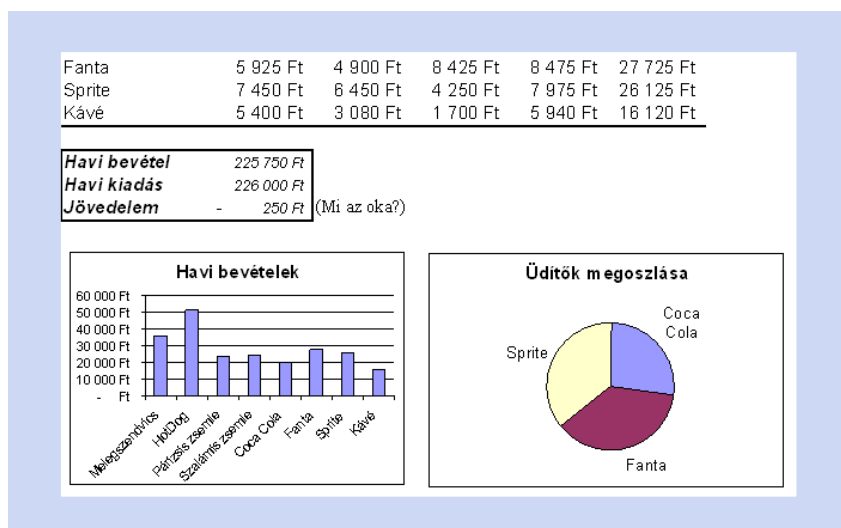 Fanta 5 925 Ft 4 900 Ft 8 425 Ft 8 475 Ft 27 725 Ft
Sprite 7 450 Ft 6 450 Ft 4 250 Ft 7 975 Ft 26 125 Ft
Kávé 5 400 Ft 3 080 Ft 1 700 Ft 5 940 Ft 16 120 Ft
Havi bevétel 225 750 Ft
Havi kiadás 226 000 Ft
Jövedelem - 250 Ft (Mi az oka?)
Havi bevételek
60 000 Ft
50 000 Ft
40 000 Ft
30 000 Ft
20 000 Ft
10 000 Ft
- Ft
Melegszendvics
HotDog
Párizsis zsemle
Szalámis zsemle
Coca Cola
Fanta
Sprite
Kávé
Üdítők megoszlása
Coca
Cola
Sprite
Fanta